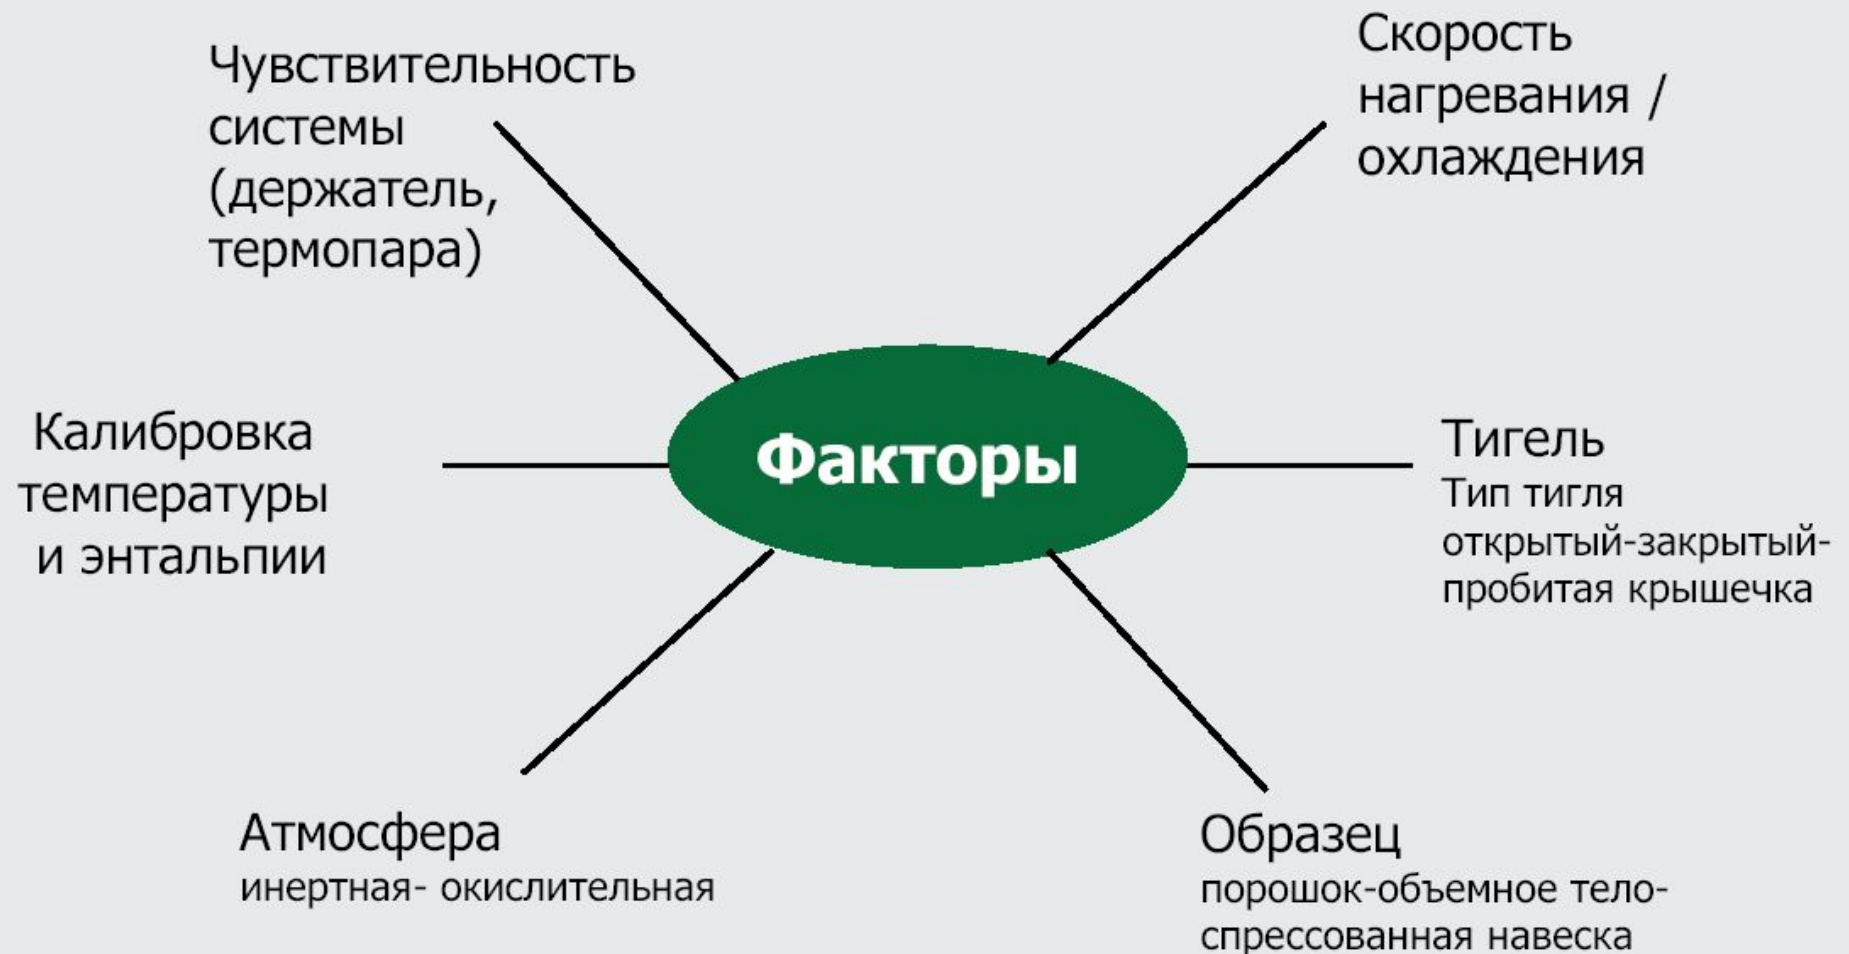 Чувствительность
системы
(держатель,
термопара)
Скорость
нагревания /
охлаждения
Калибровка
температуры
и энтальпии
Факторы
Тигель
Тип тигля
открытый-закрытый-
пробитая крышечка
Атмосфера
инертная- окислительная
Образец
порошок-объемное тело-
спрессованная навеска